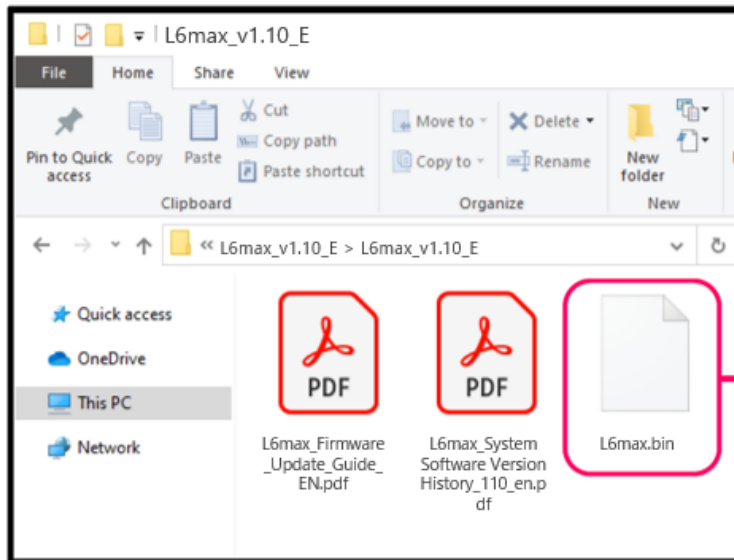 L6max_v1.10_E
File Home Share View
Pin to Quick access
Copy
Paste
Cut
Copy path
Paste shortcut
Clipboard
Move to
Copy to
Delete
Rename
Organize
New folder
New
« L6max_v1.10_E > L6max_v1.10_E
Quick access
OneDrive
This PC
Network
PDF
L6max_Firmware
_Update_Guide_
EN.pdf
PDF
L6max_System
Software Version
History_110_en.p
df
L6max.bin